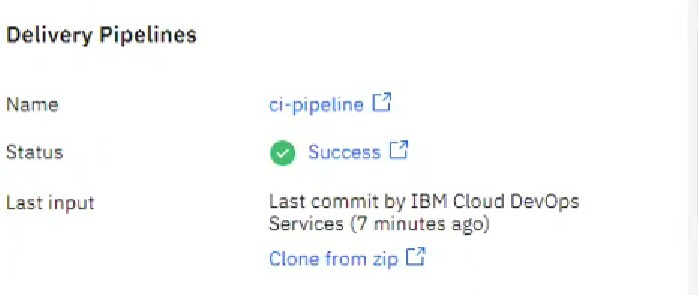 Delivery Pipelines
Name
ci-pipeline
Status
Success
Last input
Last commit by IBM Cloud DevOps
Services (7 minutes ago)
Clone from zip